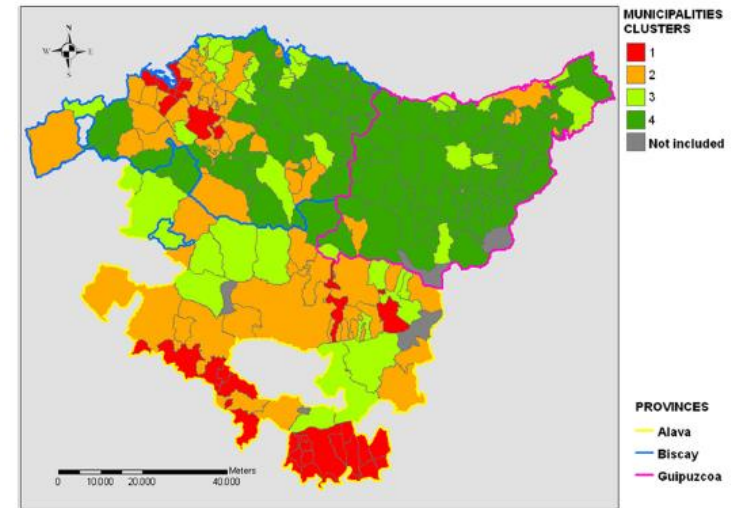 MUNICIPALITIES
CLUSTERS
1
2
3
4
Not included
N
W E
S
PROVINCES
Alava
Biscay
Guipuzcoa
Meters
0 10.000 20.000 40.000